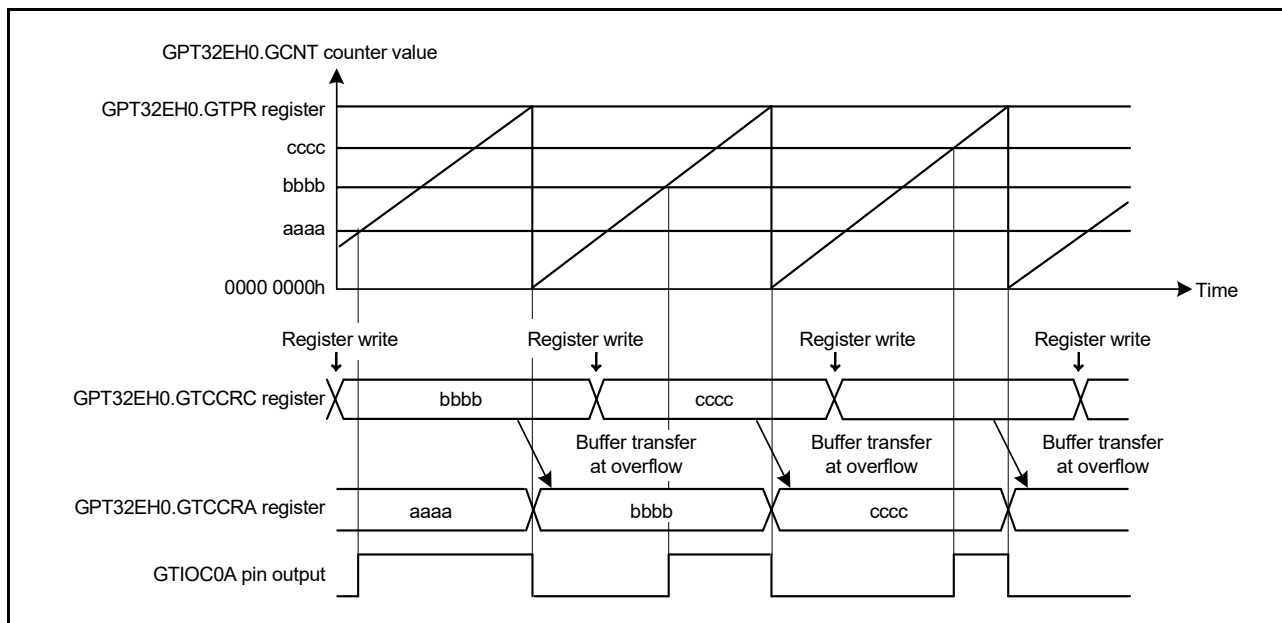 GPT32EH0.GCNT counter value
GPT32EH0.GTPR register
cccc
bbbb
aaaa
0000 0000h
Time
Register write Register write Register write Register write
GPT32EH0.GTCCRC register bbbb cccc
Buffer transfer Buffer transfer Buffer transfer
at overflow at overflow at overflow
GPT32EH0.GTCCRA register aaaa bbbb cccc
GTIOC0A pin output